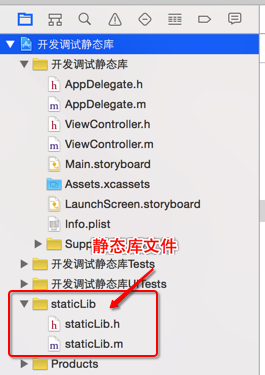 开发调试静态库
开发调试静态库
h AppDelegate.h
m AppDelegate.m
h ViewController.h
m ViewController.m
Main.storyboard
Assets.xcassets
LaunchScreen.storyboard
Info.plist
Supp
静态库文件
开发调试静态库Tests
开发调试静态库UITests
staticLib
h staticLib.h
m staticLib.m
Products